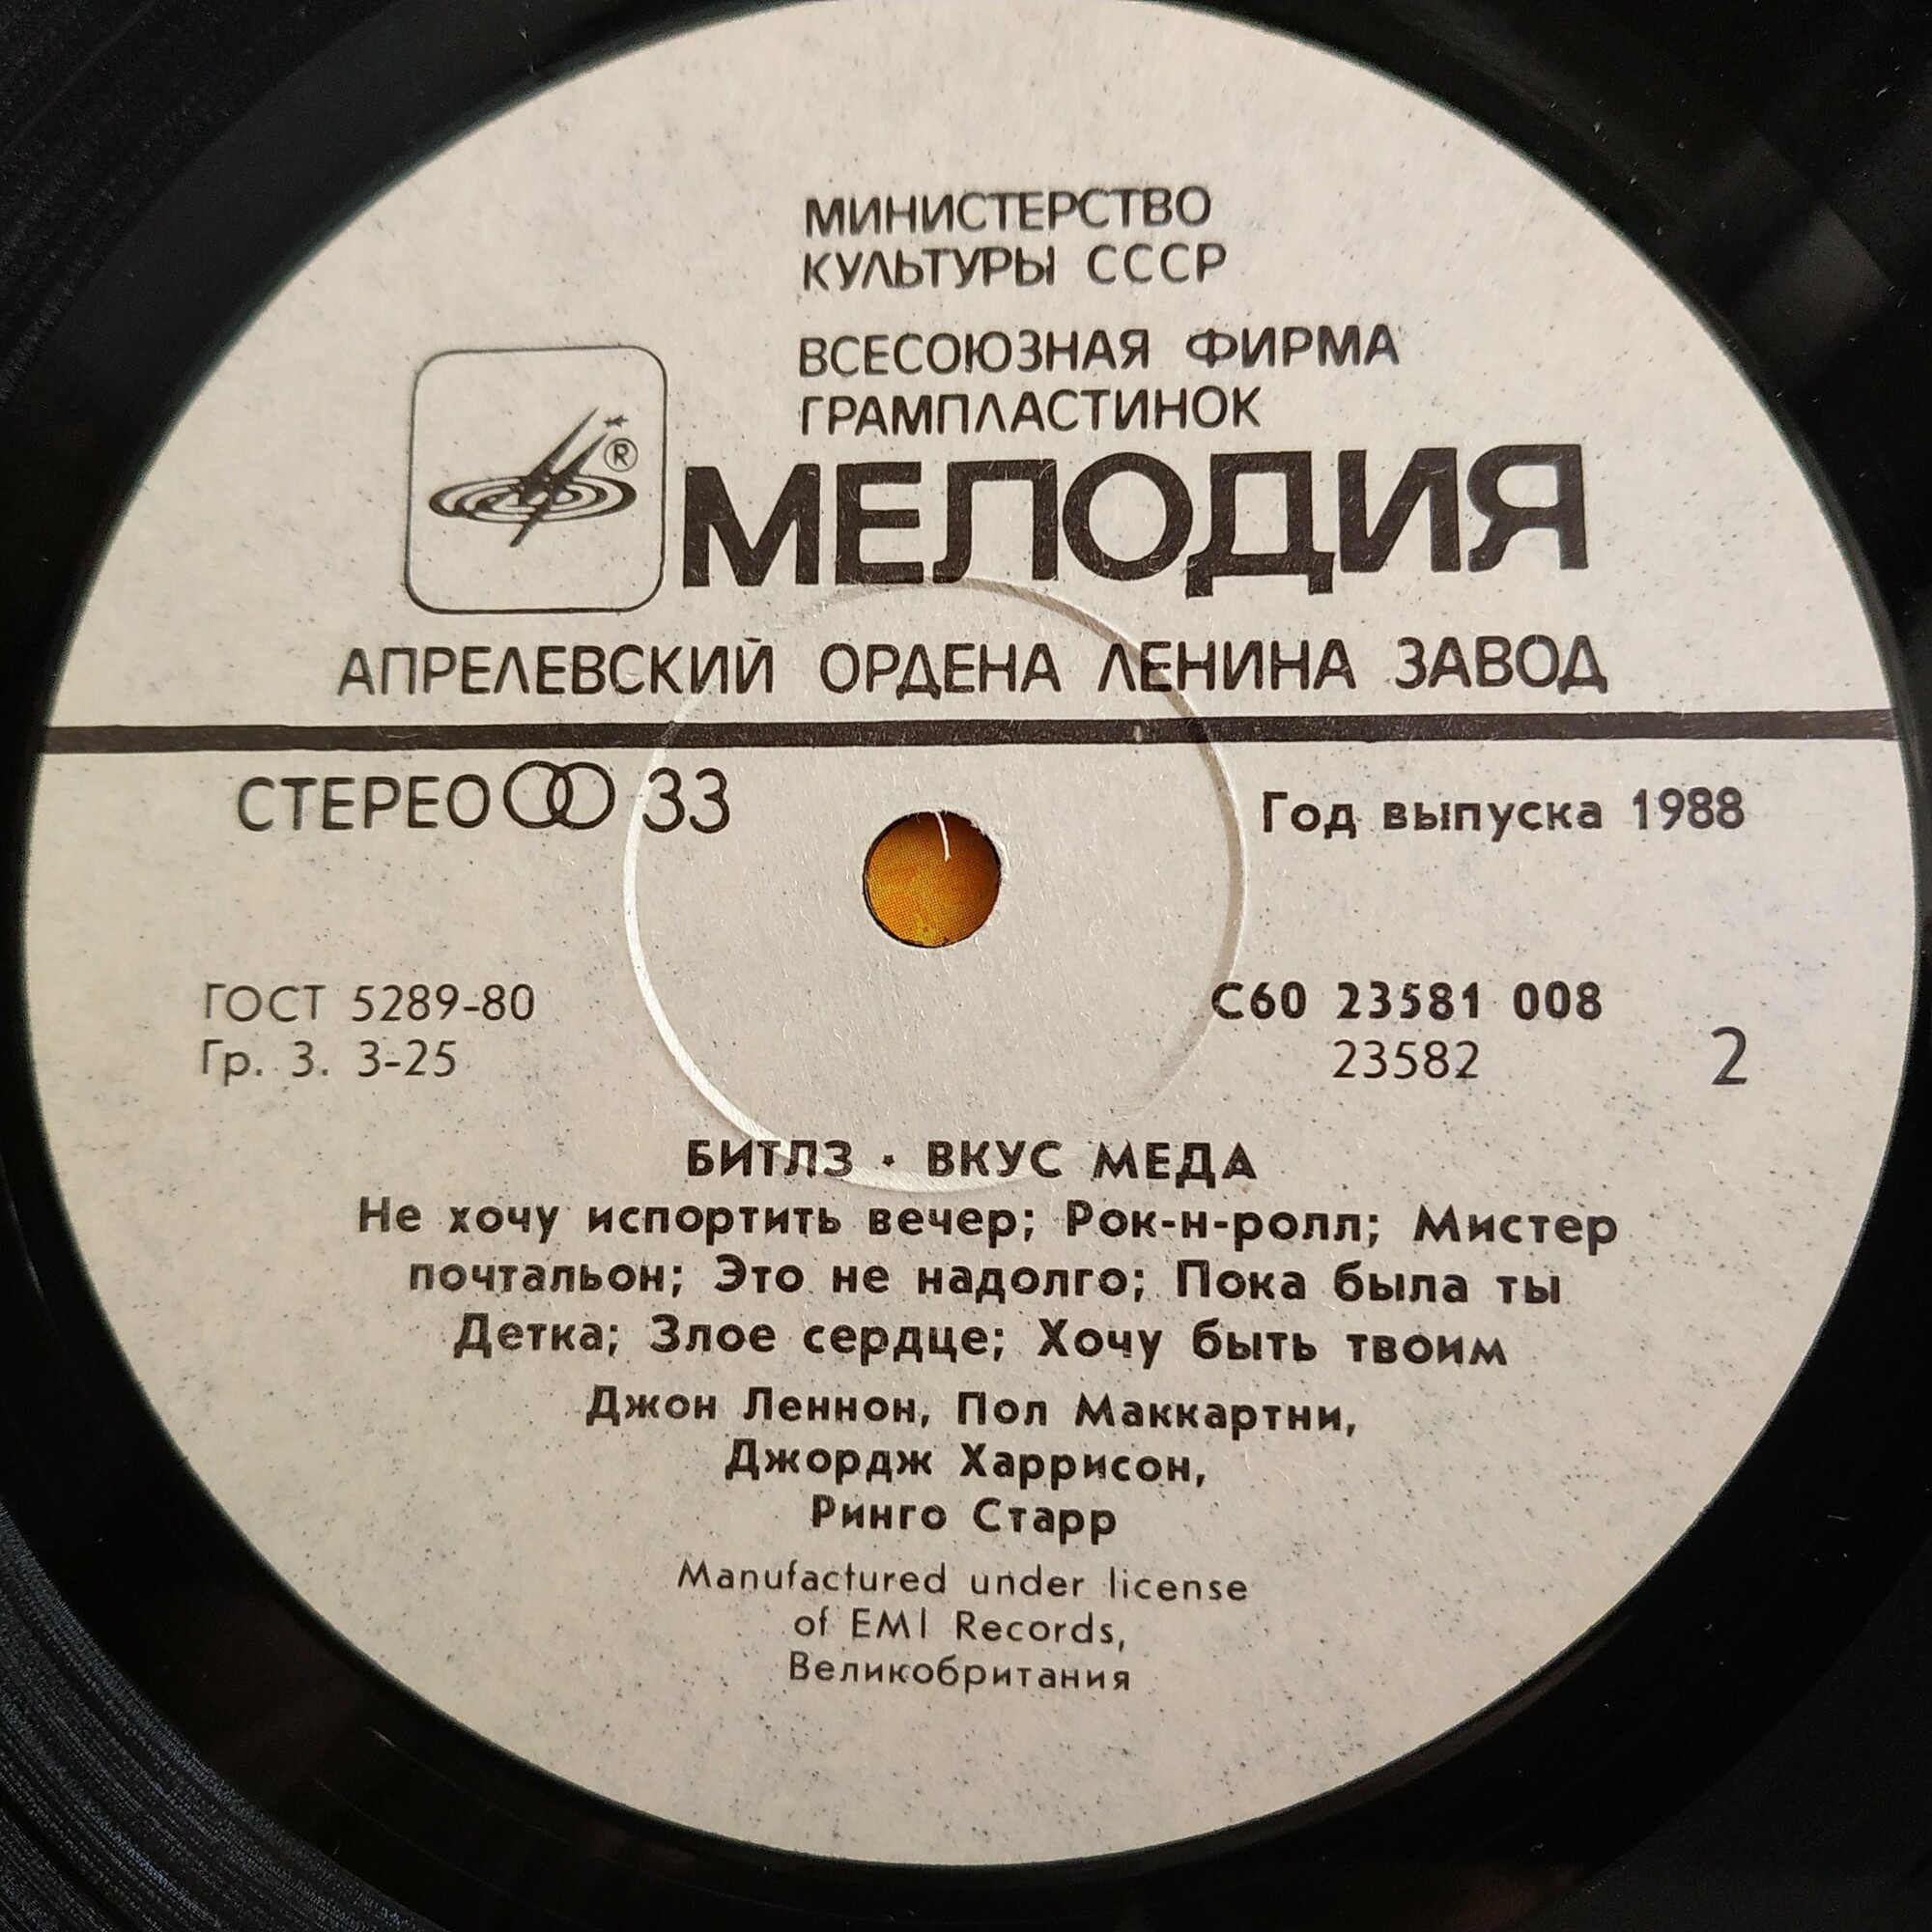 МИНИСТЕРСТВО
КУЛЬТУРЫ СССР
ВСЕСОЮЗНАЯ ФИРМА
ГРАМПЛАСТИНОК
®
МЕЛОДИЯ
АПРЕЛЕВСКИЙ ОРДЕНА ЛЕНИНА ЗАВОД
СТЕРЕО 33
Год выпуска 1988
ГОСТ 5289-80
Гр. 3. 3-25
С60 23581 008
23582
2
БИТЛЗ · ВКУС МЕДА
Не хочу испортить вечер; Рок-н-ролл; Мистер
почтальон; Это не надолго; Пока была ты
Детка; Злое сердце; Хочу быть твоим
Джон Леннон, Пол Маккартни,
Джордж Харрисон,
Ринго Старр
Manufactured under license
of EMI Records,
Великобритания